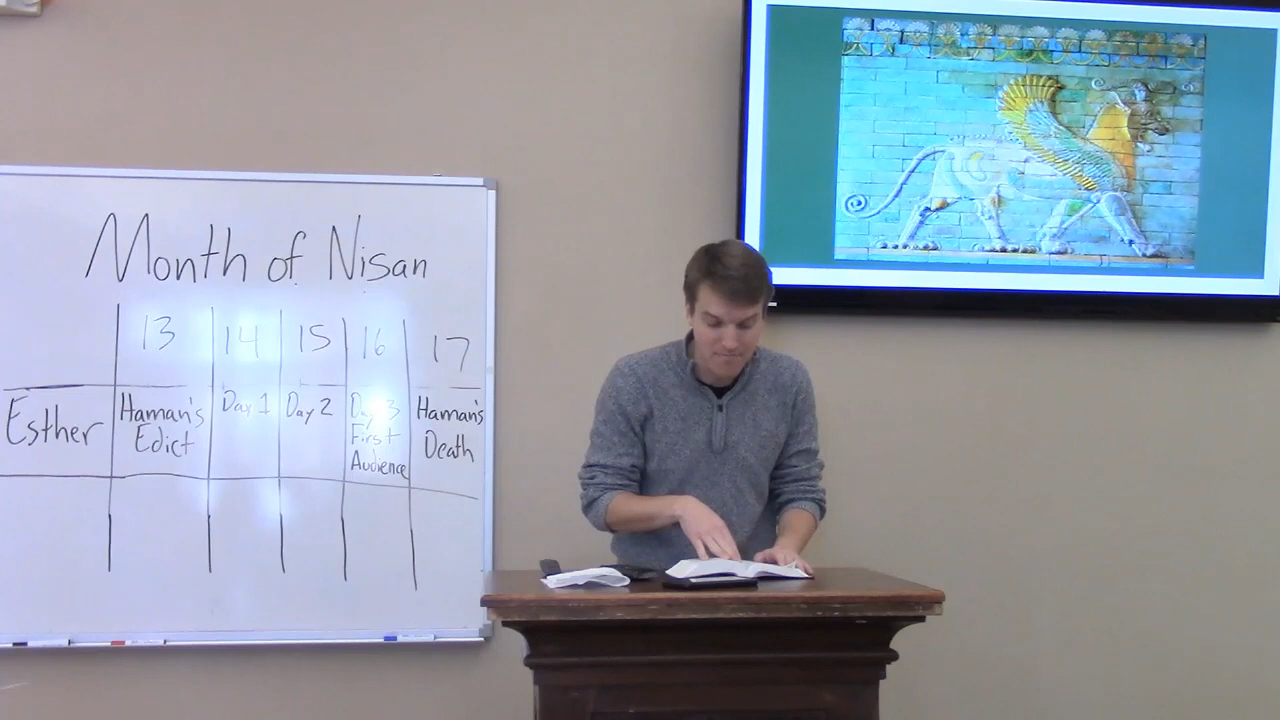 Month of Nisan
13 14 15 16 17
Esther Haman's Edict Day 1 Day 2 Day 3 First Audience Haman's Death